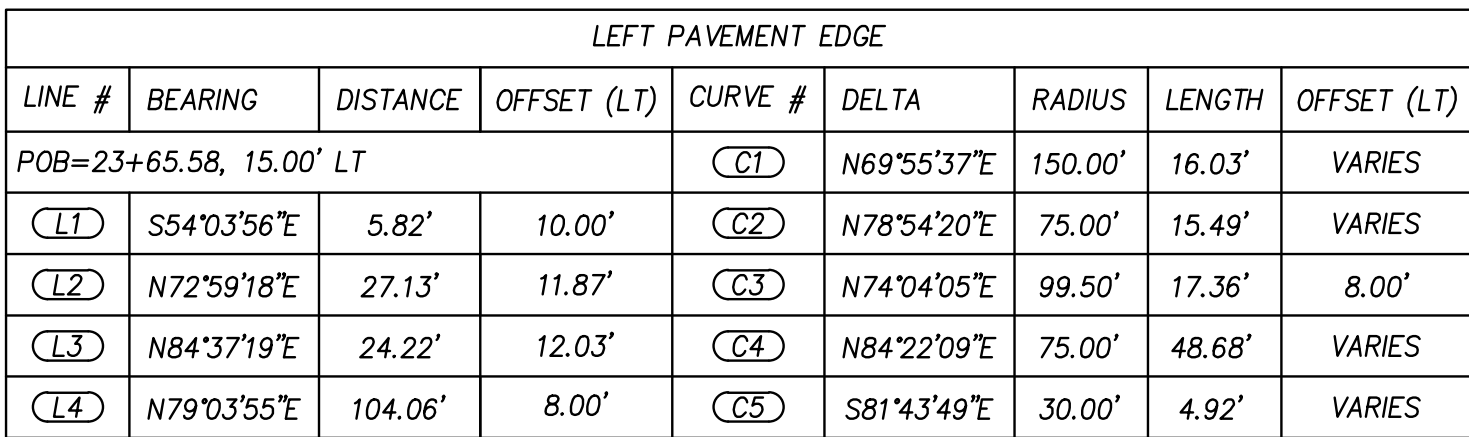 LEFT PAVEMENT EDGE
LINE # BEARING DISTANCE OFFSET (LT) CURVE # DELTA RADIUS LENGTH OFFSET (LT)
POB=23+65.58, 15.00' LT C1 N69°55'37"E 150.00' 16.03' VARIES
L1 S54°03'56"E 5.82' 10.00' C2 N78°54'20"E 75.00' 15.49' VARIES
L2 N72°59'18"E 27.13' 11.87' C3 N74°04'05"E 99.50' 17.36' 8.00'
L3 N84°37'19"E 24.22' 12.03' C4 N84°22'09"E 75.00' 48.68' VARIES
L4 N79°03'55"E 104.06' 8.00' C5 S81°43'49"E 30.00' 4.92' VARIES